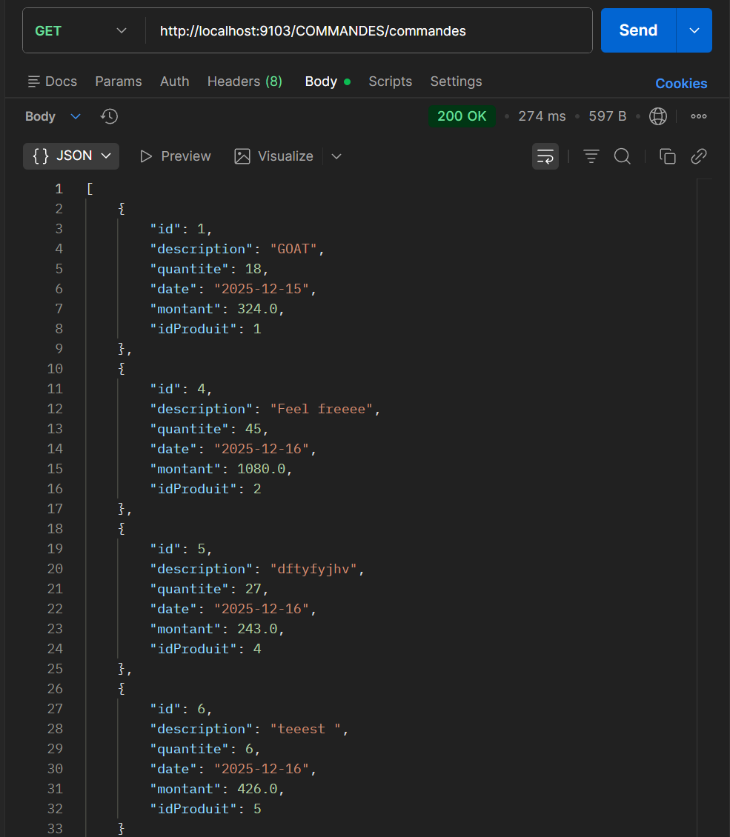 GET http://localhost:9103/COMMANDES/commandes Send
Docs Params Auth Headers (8) Body Scripts Settings Cookies
Body 200 OK 274 ms 597 B
{} JSON Preview Visualize
1 [
2 {
3 "id": 1,
4 "description": "GOAT",
5 "quantite": 18,
6 "date": "2025-12-15",
7 "montant": 324.0,
8 "idProduit": 1
9 },
10 {
11 "id": 4,
12 "description": "Feel freeee",
13 "quantite": 45,
14 "date": "2025-12-16",
15 "montant": 1080.0,
16 "idProduit": 2
17 },
18 {
19 "id": 5,
20 "description": "dftyfyjhv",
21 "quantite": 27,
22 "date": "2025-12-16",
23 "montant": 243.0,
24 "idProduit": 4
25 },
26 {
27 "id": 6,
28 "description": "teeest ",
29 "quantite": 6,
30 "date": "2025-12-16",
31 "montant": 426.0,
32 "idProduit": 5
33 }